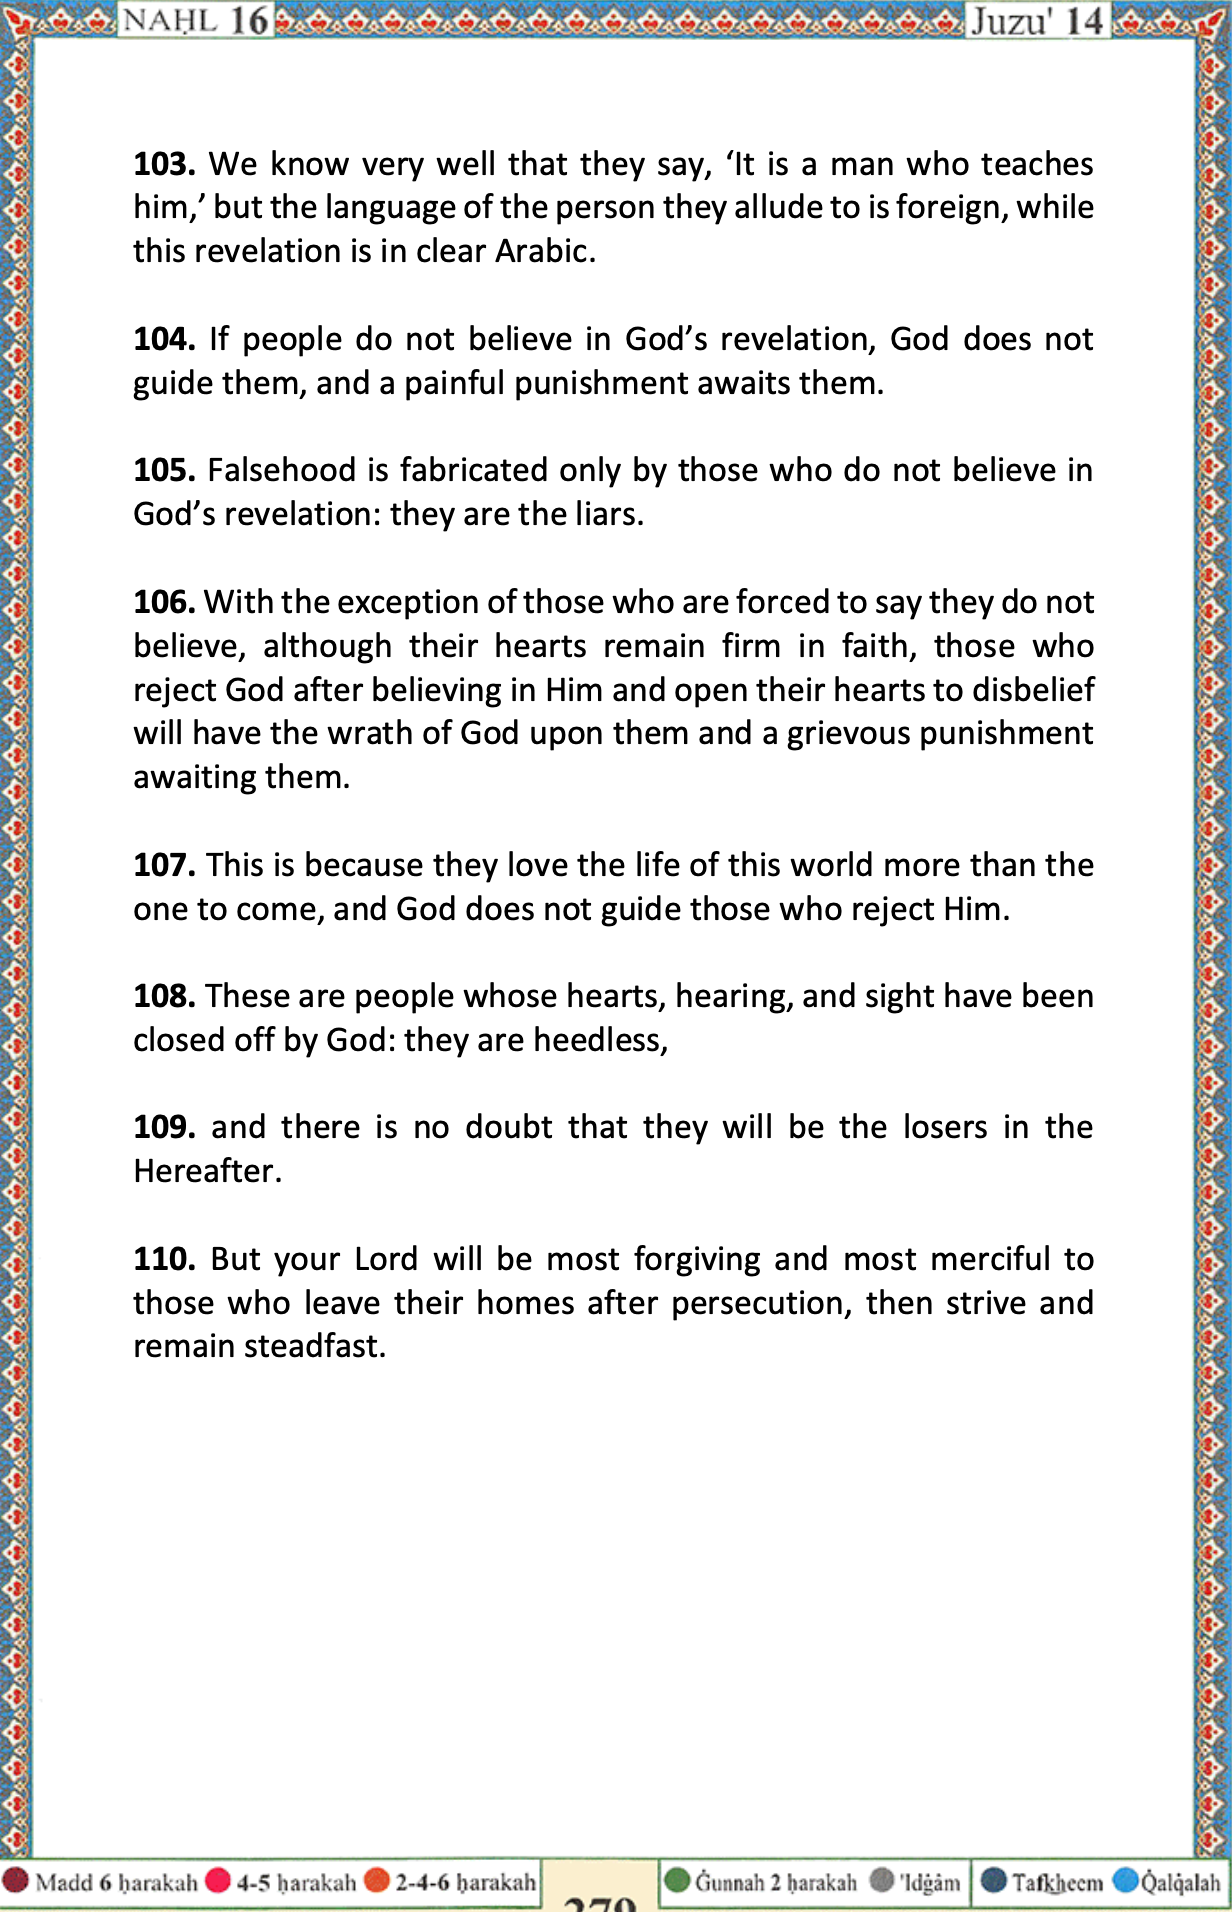 NAḤL 16
Juzu' 14
103. We know very well that they say, ‘It is a man who teaches
him,’ but the language of the person they allude to is foreign, while
this revelation is in clear Arabic.
104. If people do not believe in God’s revelation, God does not
guide them, and a painful punishment awaits them.
105. Falsehood is fabricated only by those who do not believe in
God’s revelation: they are the liars.
106. With the exception of those who are forced to say they do not
believe, although their hearts remain firm in faith, those who
reject God after believing in Him and open their hearts to disbelief
will have the wrath of God upon them and a grievous punishment
awaiting them.
107. This is because they love the life of this world more than the
one to come, and God does not guide those who reject Him.
108. These are people whose hearts, hearing, and sight have been
closed off by God: they are heedless,
109. and there is no doubt that they will be the losers in the
Hereafter.
110. But your Lord will be most forgiving and most merciful to
those who leave their homes after persecution, then strive and
remain steadfast.
Madd 6 ḥarakah 4-5 ḥarakah 2-4-6 ḥarakah
279
Ġunnah 2 ḥarakah 'Idġâm Tafkheem Qalqalah